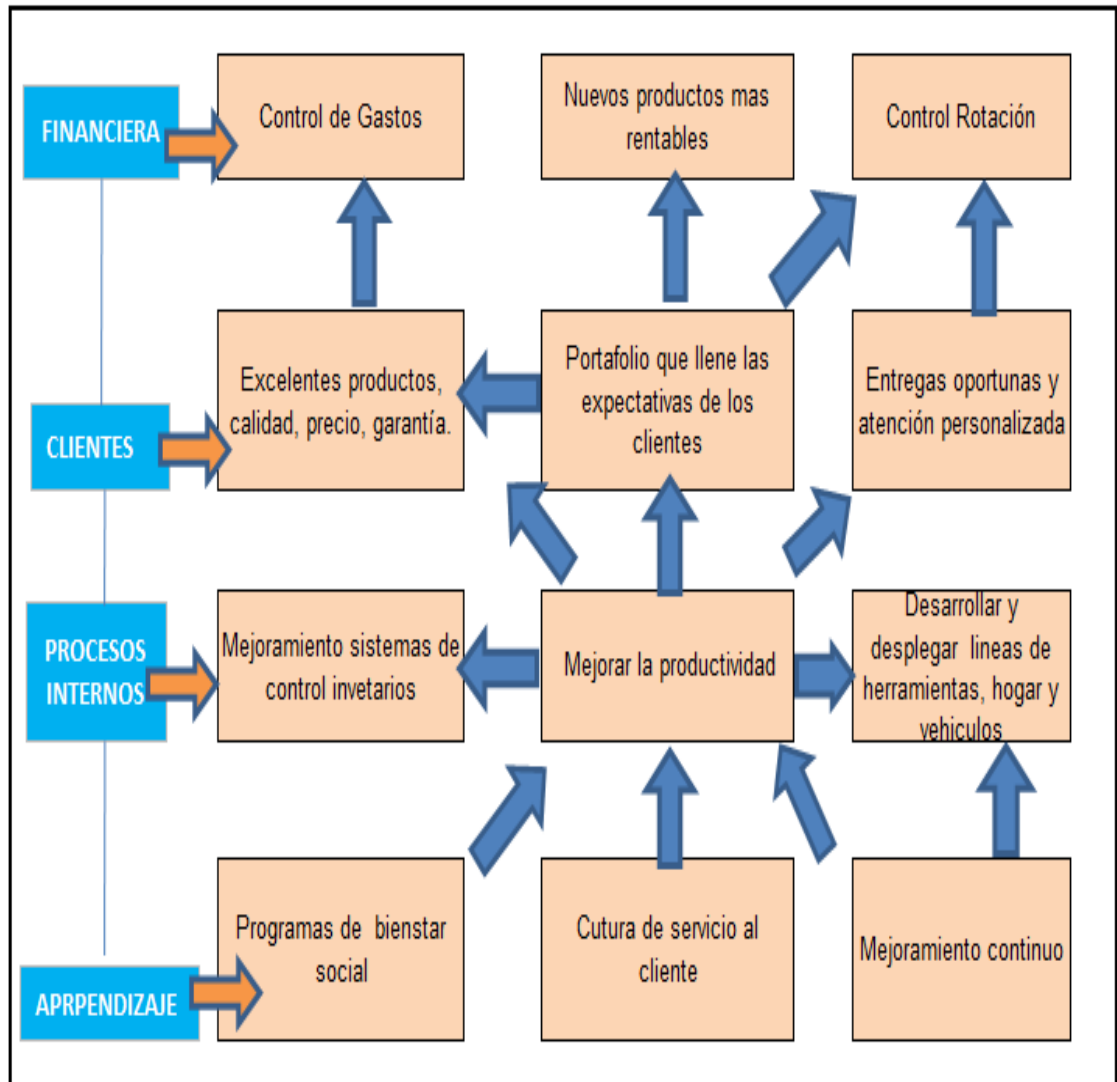 FINANCIERA
Control de Gastos
Nuevos productos mas
rentables
Control Rotación
CLIENTES
Excelentes productos,
calidad, precio, garantía.
Portafolio que llene las
expectativas de los
clientes
Entregas oportunas y
atención personalizada
PROCESOS
INTERNOS
Mejoramiento sistemas de
control invetarios
Mejorar la productividad
Desarrollar y
desplegar lineas de
herramientas, hogar y
vehiculos
APRPENDIZAJE
Programas de bienstar
social
Cutura de servicio al
cliente
Mejoramiento continuo